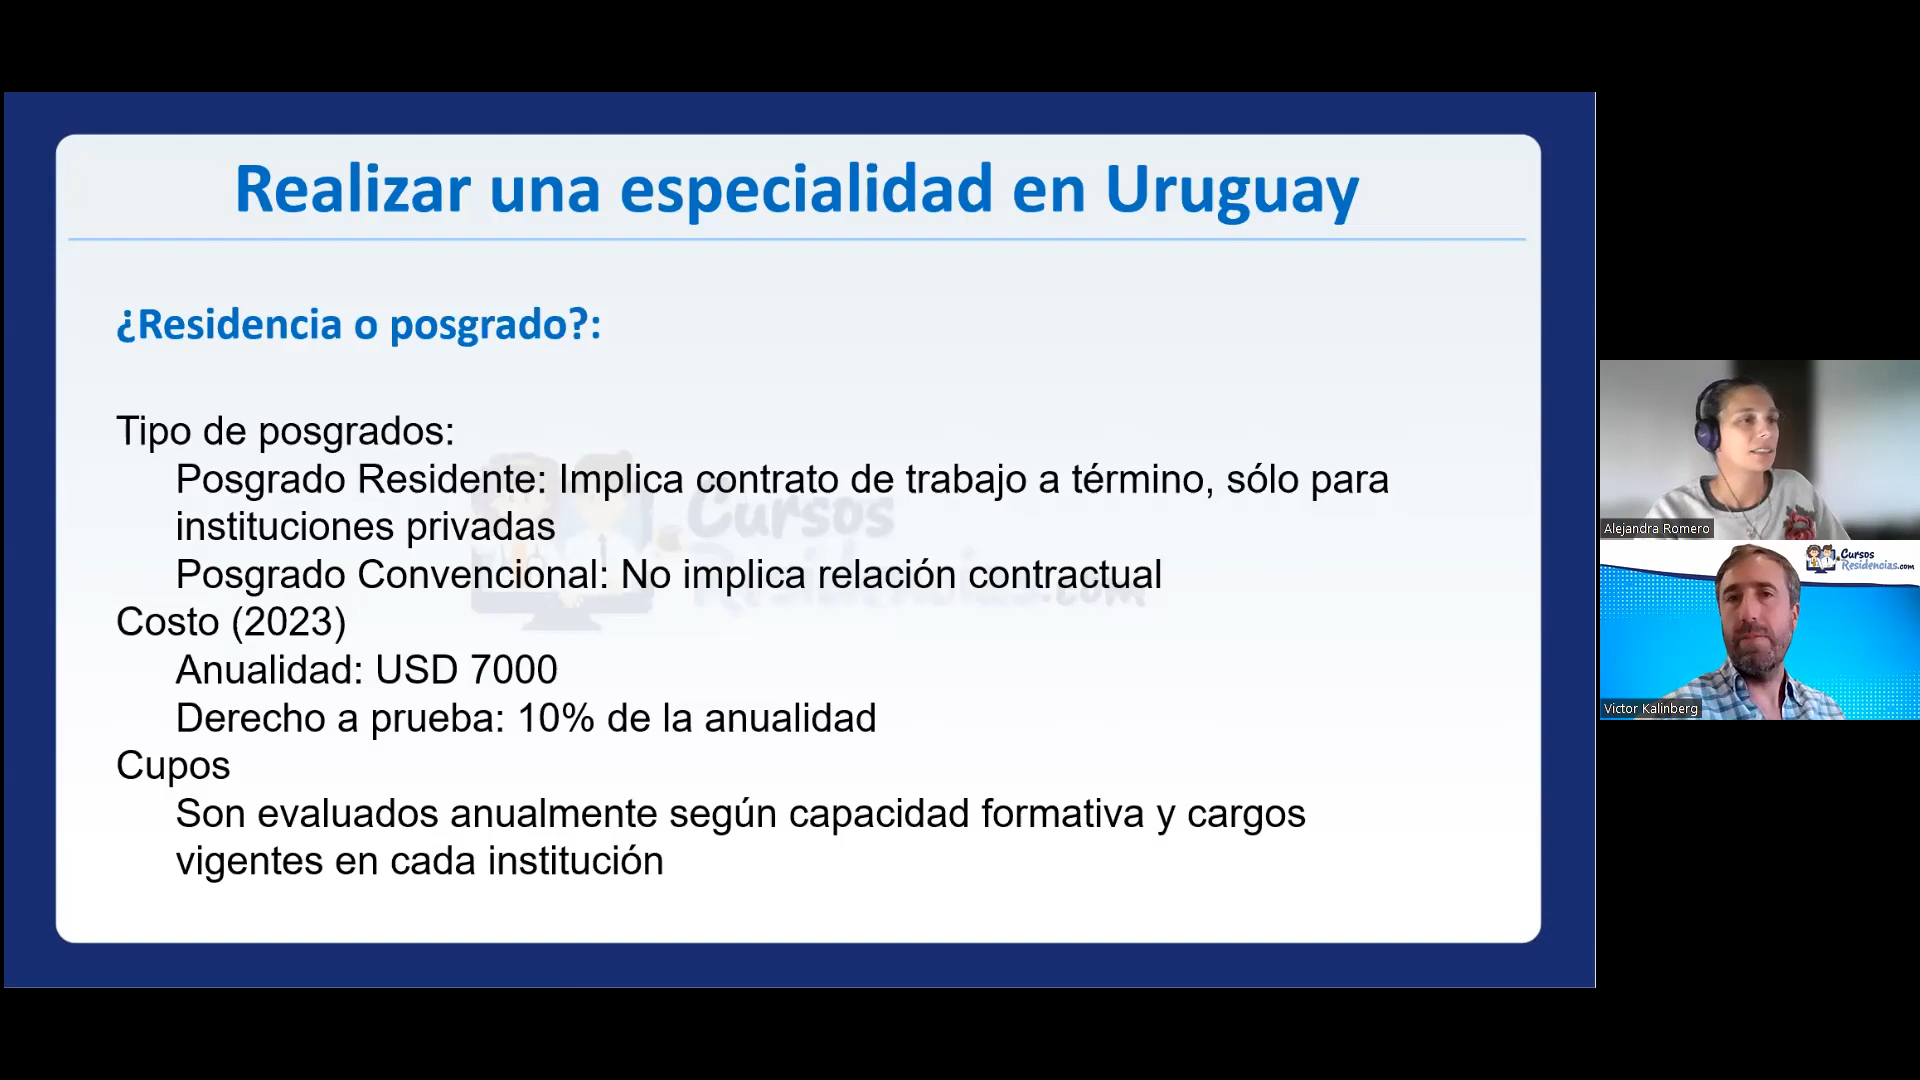 Realizar una especialidad en Uruguay
¿Residencia o posgrado?:
Tipo de posgrados:
Posgrado Residente: Implica contrato de trabajo a término, sólo para
instituciones privadas
Posgrado Convencional: No implica relación contractual
Costo (2023)
Anualidad: USD 7000
Derecho a prueba: 10% de la anualidad
Cupos
Son evaluados anualmente según capacidad formativa y cargos
vigentes en cada institución
Cursos
Residencias.com
Alejandra Romero
Cursos
Residencias.com
Victor Kalinberg